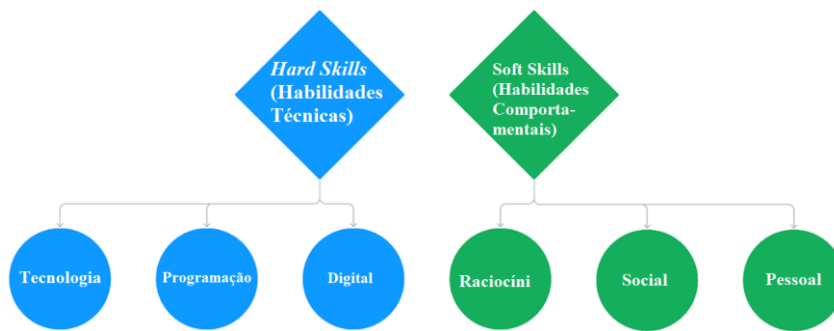 Hard Skills
(Habilidades
Técnicas)
Soft Skills
(Habilidades
Comporta-
mentais)
Tecnologia
Programação
Digital
Raciocíni
Social
Pessoal